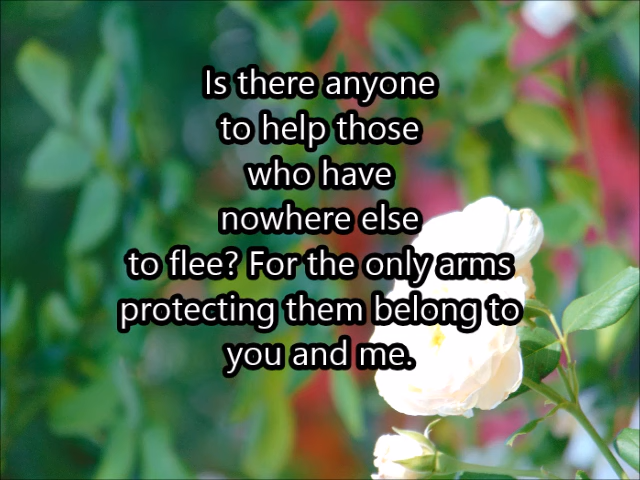 Is there anyone
to help those
who have
nowhere else
to flee? For the only arms
protecting them belong to
you and me.